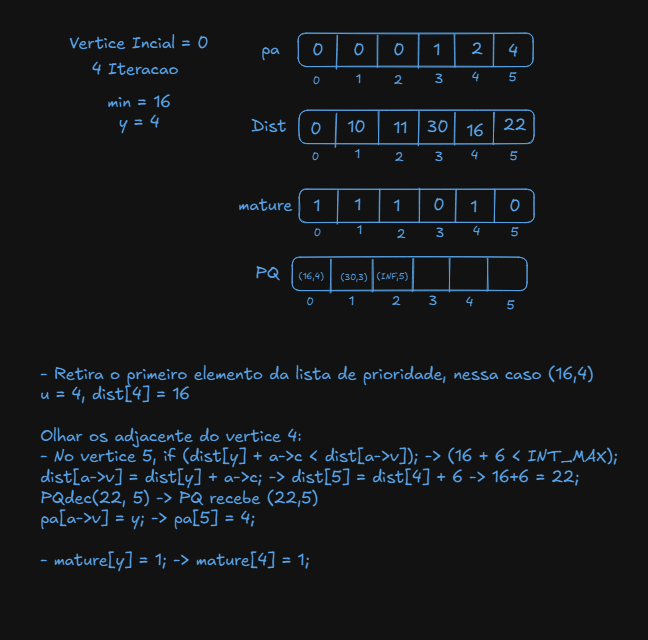 Vertice Incial = 0
4 Iteracao
min = 16
y = 4
pa
0 0 0 1 2 4
0 1 2 3 4 5
Dist
0 10 11 30 16 22
0 1 2 3 4 5
mature
1 1 1 0 1 0
0 1 2 3 4 5
PQ
(16,4) (30,3) (INF,5)
0 1 2 3 4 5
- Retira o primeiro elemento da lista de prioridade, nessa caso (16,4)
u = 4, dist[4] = 16
Olhar os adjacente do vertice 4:
- No vertice 5, if (dist[y] + a->c < dist[a->v]); -> (16 + 6 < INT_MAX);
dist[a->v] = dist[y] + a->c; -> dist[5] = dist[4] + 6 -> 16+6 = 22;
PQdec(22, 5) -> PQ recebe (22,5)
pa[a->v] = y; -> pa[5] = 4;
- mature[y] = 1; -> mature[4] = 1;